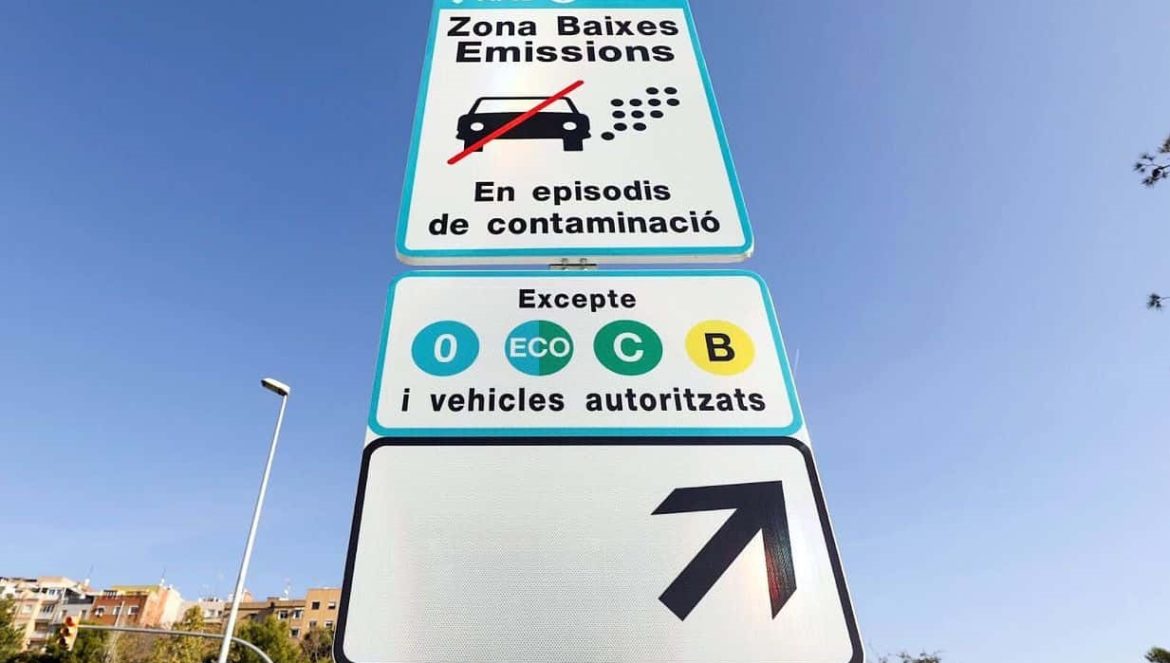 Zona Baixes
Emissions
En episodis
de contaminació
Excepte
0 ECO C B
i vehicles autoritzats